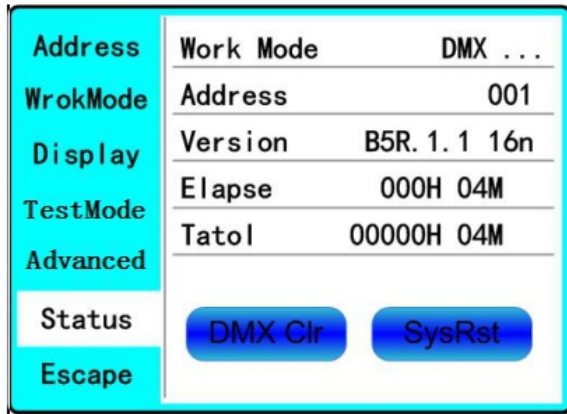 Address
WrokMode
Display
TestMode
Advanced
Status
Escape
Work Mode DMX ...
Address 001
Version B5R.1.1 16n
Elapse 000H 04M
Tatol 00000H 04M
DMX Clr SysRst